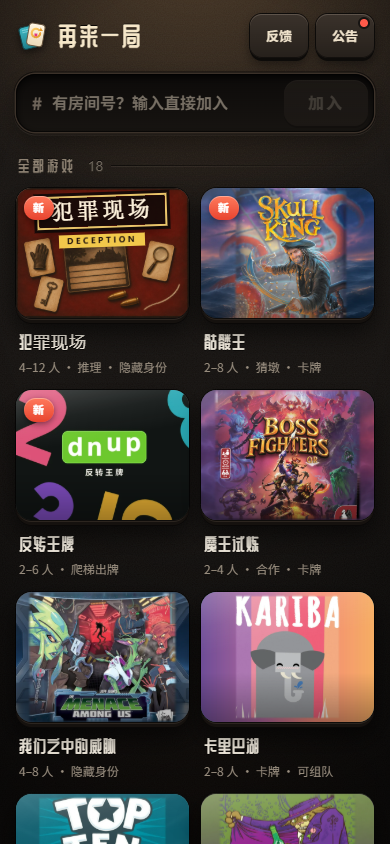 再来一局
反馈
公告
# 有房间号？输入直接加入
加入
全部游戏 18
新
犯罪现场
DECEPTION
新
SKULL
KING
犯罪现场
骷髅王
4–12 人 · 推理 · 隐藏身份
2–8 人 · 猜墩 · 卡牌
新
dnup
反转王牌
BOSS
FIGHTERS
QR
反转王牌
魔王试炼
2–6 人 · 爬梯出牌
2–4 人 · 合作 · 卡牌
MENACE
AMONG US
KARIBA
我们之中的威胁
卡里巴湖
4–8 人 · 隐藏身份
2–8 人 · 卡牌 · 可组队
TOP
TEN